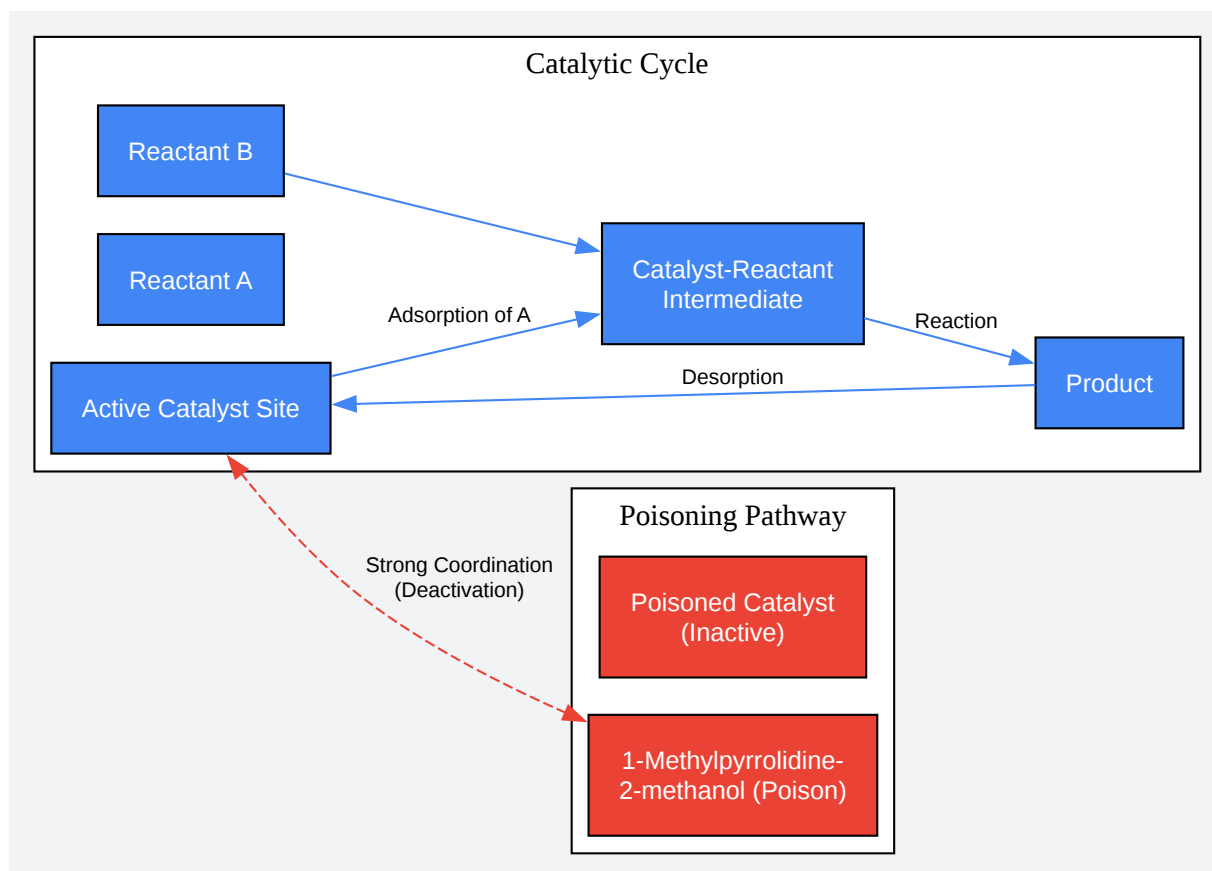 Catalytic Cycle
Reactant B
Reactant A
Active Catalyst Site
Adsorption of A
Catalyst-Reactant
Intermediate
Reaction
Product
Desorption
Strong Coordination
(Deactivation)
Poisoning Pathway
Poisoned Catalyst
(Inactive)
1-Methylpyrrolidine-
2-methanol (Poison)